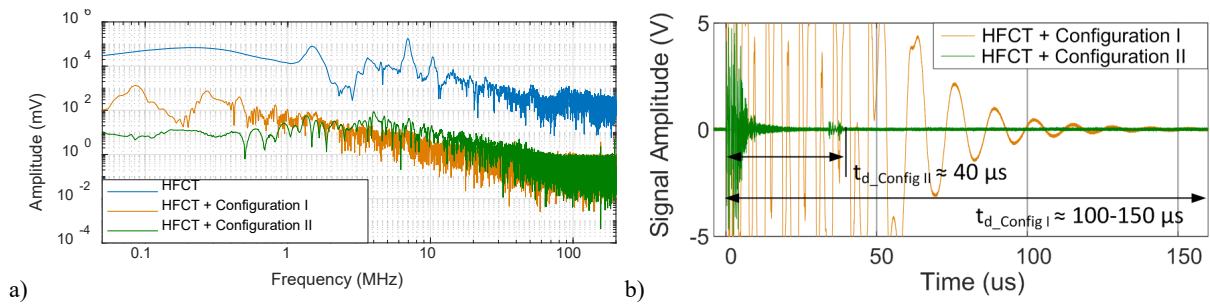 10^6
10^4
10^2
10^0
10^-2
10^-4
Amplitude (mV)
HFCT
HFCT + Configuration I
HFCT + Configuration II
0.1 1 10 100
Frequency (MHz)
a)
5
0
-5
Signal Amplitude (V)
HFCT + Configuration I
HFCT + Configuration II
t_d_Config II ≈ 40 µs
t_d_Config I ≈ 100-150 µs
0 50 100 150
Time (us)
b)